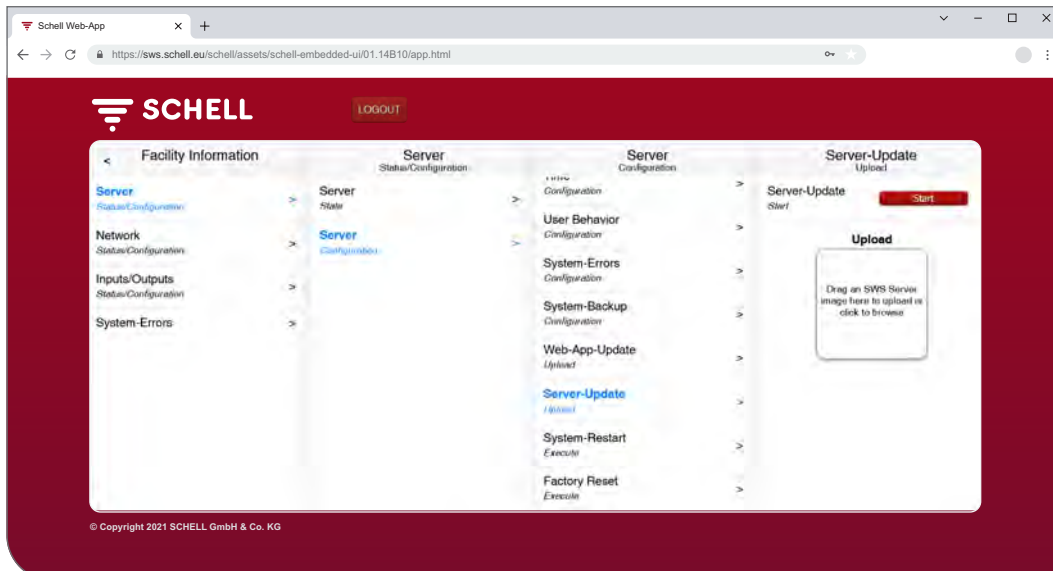 Schell Web-App
https://sws.schell.eu/schell/assets/schell-embedded-ui/01.14B10/app.html
SCHELL
LOGOUT
<
Facility Information
Server
Status/Configuration
>
Network
Status/Configuration
>
Inputs/Outputs
Status/Configuration
>
System-Errors
>
Server
Status/Configuration
Server
State
>
Server
Configuration
>
Server
Configuration
Time
Configuration
>
User Behavior
Configuration
>
System-Errors
Configuration
>
System-Backup
Configuration
>
Web-App-Update
Upload
>
Server-Update
Upload
>
System-Restart
Execute
>
Factory Reset
Execute
>
Server-Update
Upload
Server-Update
Start
Start
Upload
Drag an SWS Server
image here to upload or
click to browse
© Copyright 2021 SCHELL GmbH & Co. KG